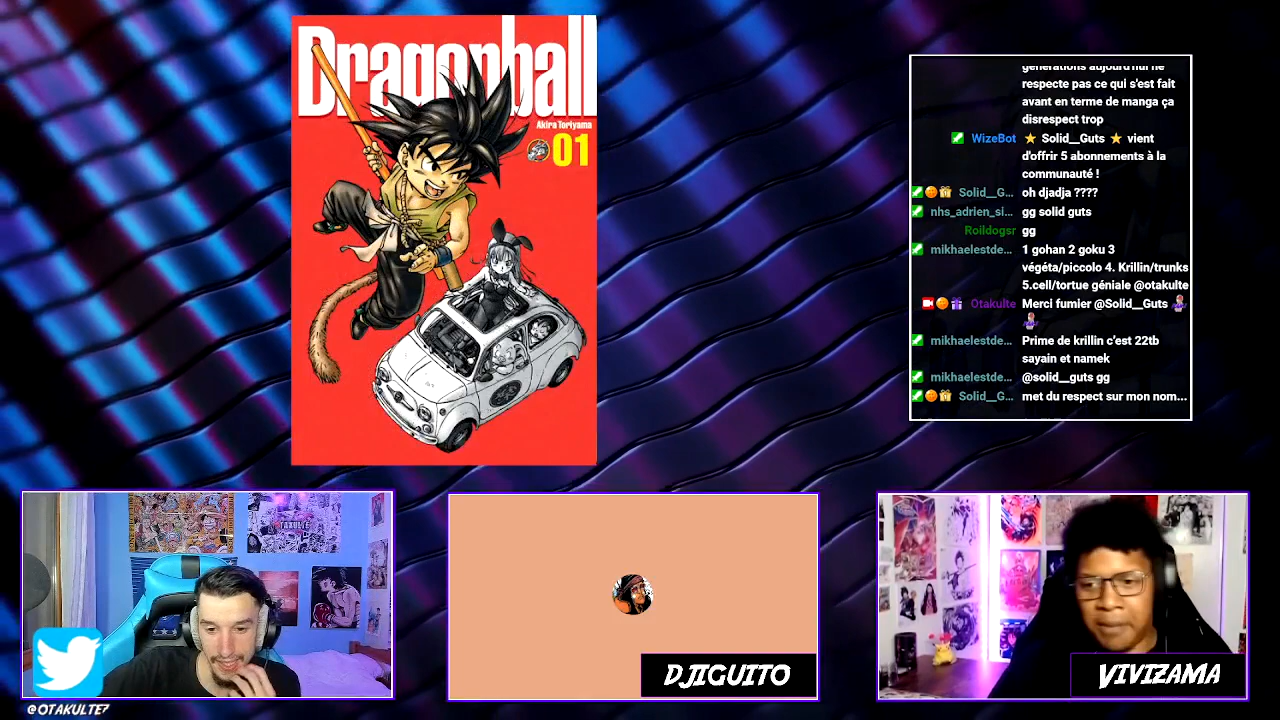 Dragonball
Akira Toriyama
01
générations aujourd'hui ne
respecte pas ce qui s'est fait
avant en terme de manga ça
disrespect trop
WizeBot ⭐ Solid__Guts ⭐ vient
d'offrir 5 abonnements à la
communauté !
Solid__G... oh djadja ????
nhs_adrien_si... gg solid guts
Roildogsr gg
mikhaelestde... 1 gohan 2 goku 3
végéta/piccolo 4. Krillin/trunks
5.cell/tortue géniale @otakulte
Otakulte Merci fumier @Solid__Guts
mikhaelestde... Prime de krillin c'est 22tb
sayain et namek
mikhaelestde... @solid__guts gg
Solid__G... met du respect sur mon nom...
OTAKULTE
@OTAKULTE7
DJIGUITO
VIVIZAMA